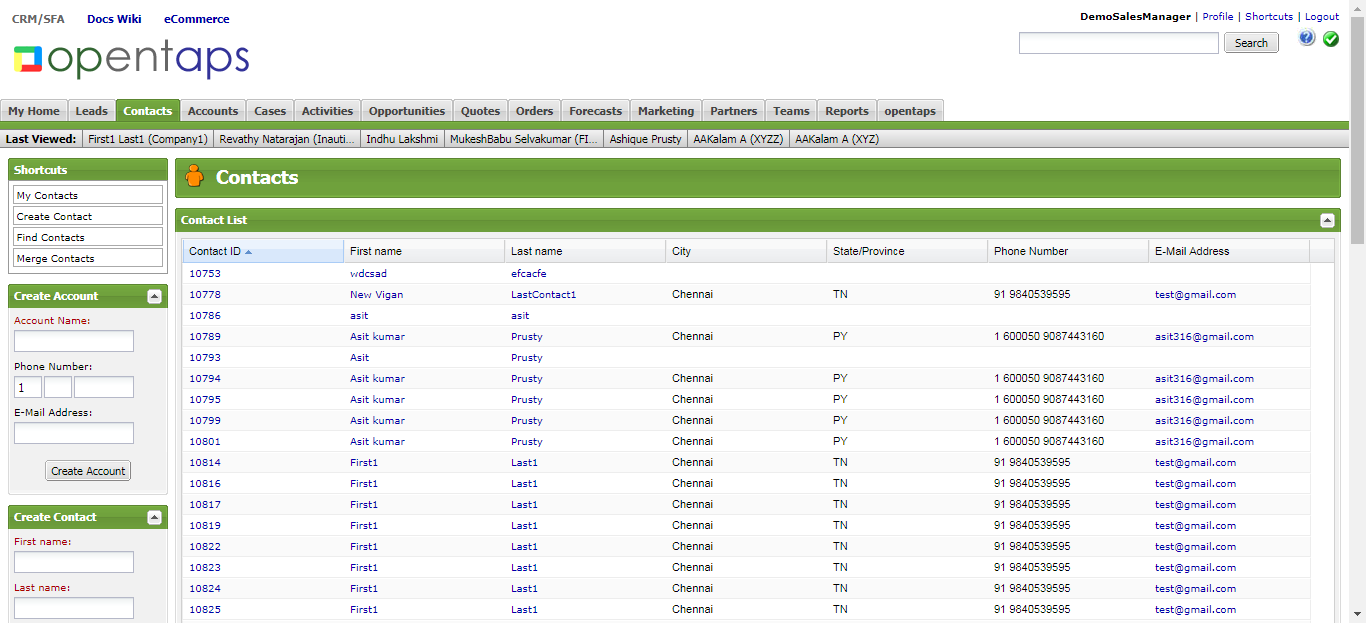 CRM/SFA Docs Wiki eCommerce
DemoSalesManager | Profile | Shortcuts | Logout
opentaps
Search
My Home Leads Contacts Accounts Cases Activities Opportunities Quotes Orders Forecasts Marketing Partners Teams Reports opentaps
Last Viewed: First1 Last1 (Company1) Revathy Natarajan (Inauti... Indhu Lakshmi MukeshBabu Selvakumar (FI... Ashique Prusty AAKalam A (XYZZ) AAKalam A (XYZ)
Shortcuts
My Contacts
Create Contact
Find Contacts
Merge Contacts
Create Account
Account Name:
Phone Number:
1
E-Mail Address:
Create Account
Create Contact
First name:
Last name:
Contacts
Contact List
Contact ID First name Last name City State/Province Phone Number E-Mail Address
10753 wdcsad efcacfe
10778 New Vigan LastContact1 Chennai TN 91 9840539595 test@gmail.com
10786 asit asit
10789 Asit kumar Prusty Chennai PY 1 600050 9087443160 asit316@gmail.com
10793 Asit Prusty
10794 Asit kumar Prusty Chennai PY 1 600050 9087443160 asit316@gmail.com
10795 Asit kumar Prusty Chennai PY 1 600050 9087443160 asit316@gmail.com
10799 Asit kumar Prusty Chennai PY 1 600050 9087443160 asit316@gmail.com
10801 Asit kumar Prusty Chennai PY 1 600050 9087443160 asit316@gmail.com
10814 First1 Last1 Chennai TN 91 9840539595 test@gmail.com
10816 First1 Last1 Chennai TN 91 9840539595 test@gmail.com
10817 First1 Last1 Chennai TN 91 9840539595 test@gmail.com
10819 First1 Last1 Chennai TN 91 9840539595 test@gmail.com
10822 First1 Last1 Chennai TN 91 9840539595 test@gmail.com
10823 First1 Last1 Chennai TN 91 9840539595 test@gmail.com
10824 First1 Last1 Chennai TN 91 9840539595 test@gmail.com
10825 First1 Last1 Chennai TN 91 9840539595 test@gmail.com